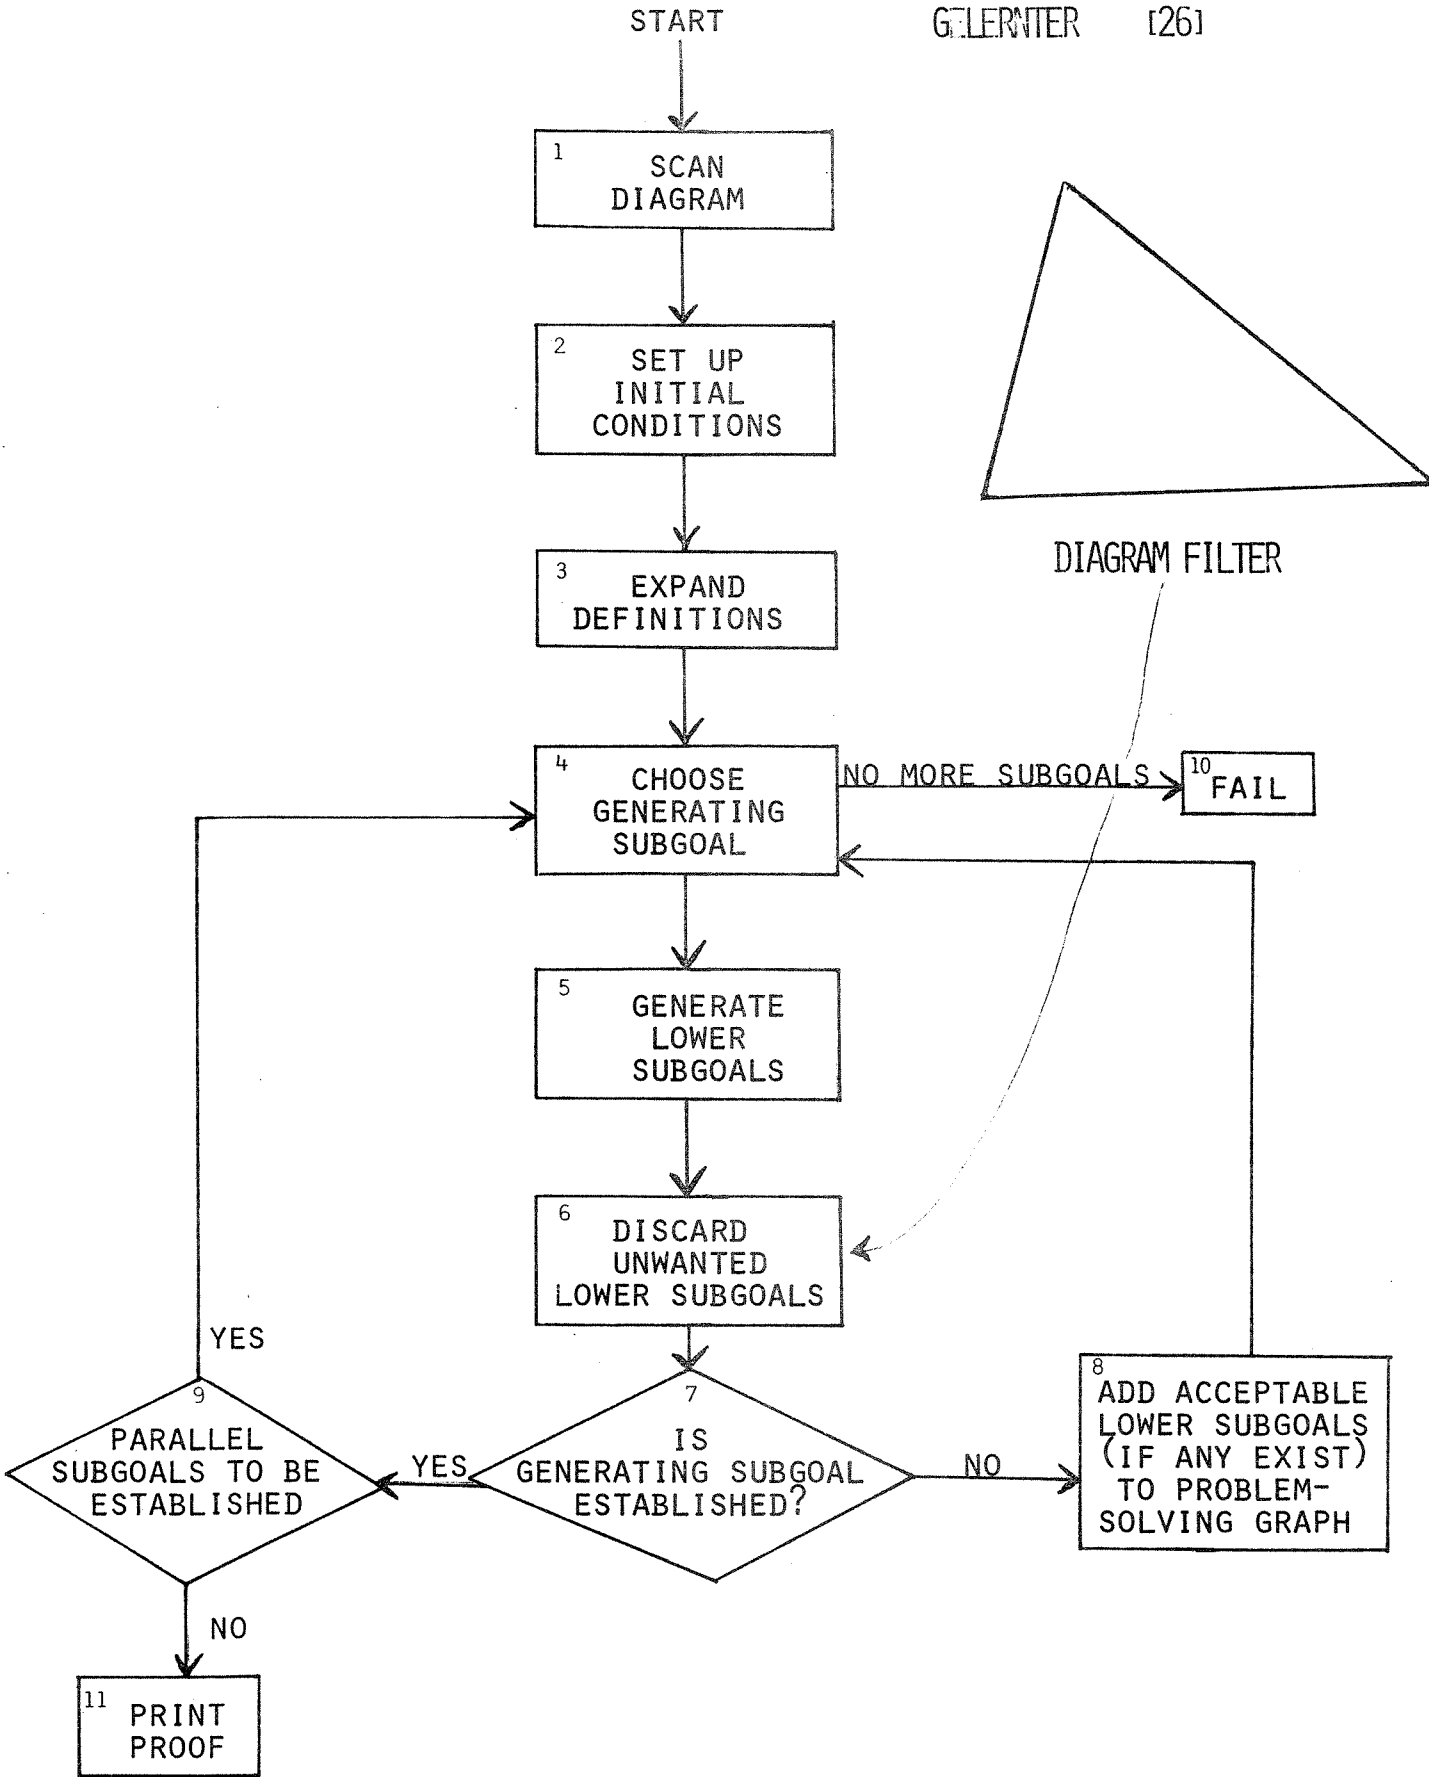 START
GELERNTER [26]
1
SCAN
DIAGRAM
2
SET UP
INITIAL
CONDITIONS
DIAGRAM FILTER
3
EXPAND
DEFINITIONS
4
CHOOSE
GENERATING
SUBGOAL
NO MORE SUBGOALS
10
FAIL
5
GENERATE
LOWER
SUBGOALS
6
DISCARD
UNWANTED
LOWER SUBGOALS
YES
9
PARALLEL
SUBGOALS TO BE
ESTABLISHED
YES
7
IS
GENERATING SUBGOAL
ESTABLISHED?
NO
8
ADD ACCEPTABLE
LOWER SUBGOALS
(IF ANY EXIST)
TO PROBLEM-
SOLVING GRAPH
NO
11
PRINT
PROOF